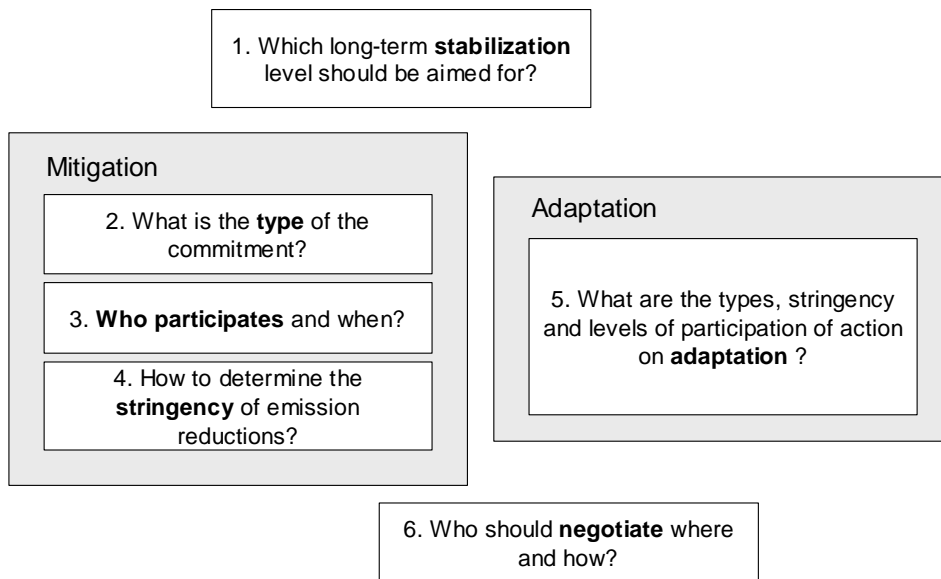 1. Which long-term stabilization
level should be aimed for?
Mitigation
2. What is the type of the
commitment?
3. Who participates and when?
4. How to determine the
stringency of emission
reductions?
Adaptation
5. What are the types, stringency
and levels of participation of action
on adaptation ?
6. Who should negotiate where
and how?